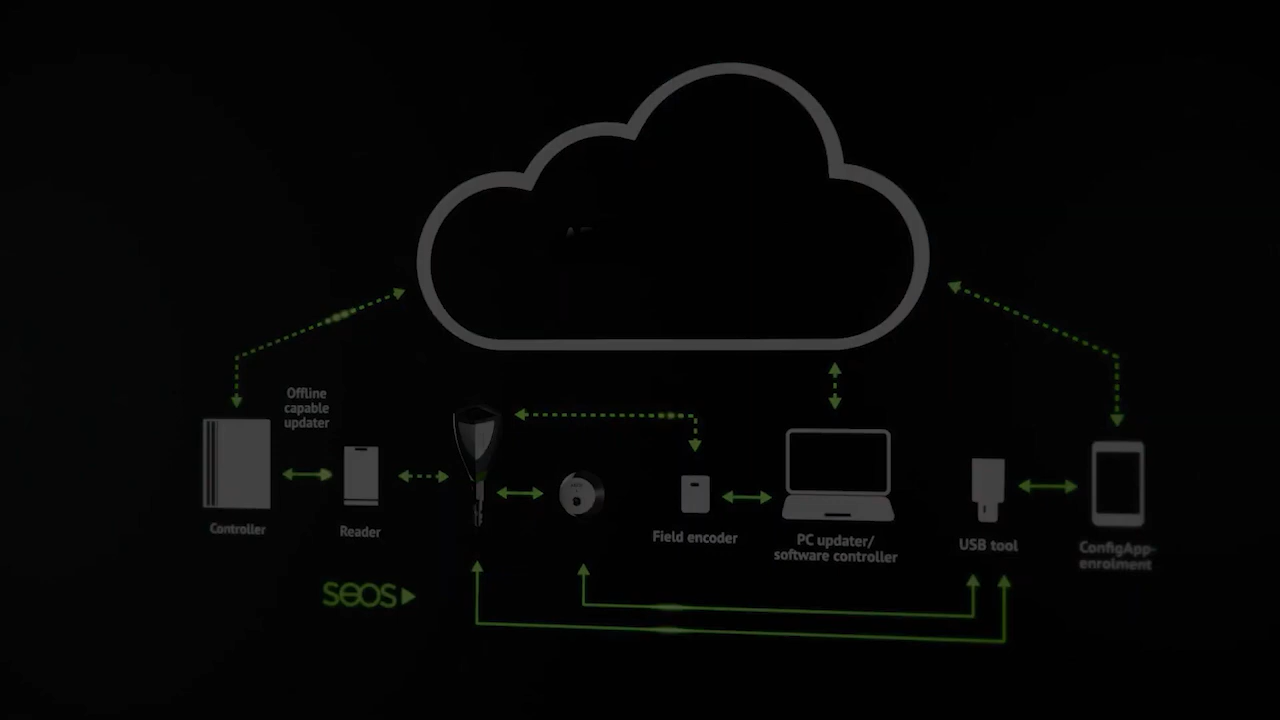 Offline
capable
updater
Controller
Reader
Field encoder
PC updater/
software controller
USB tool
ConfigApp-
enrolment
seos